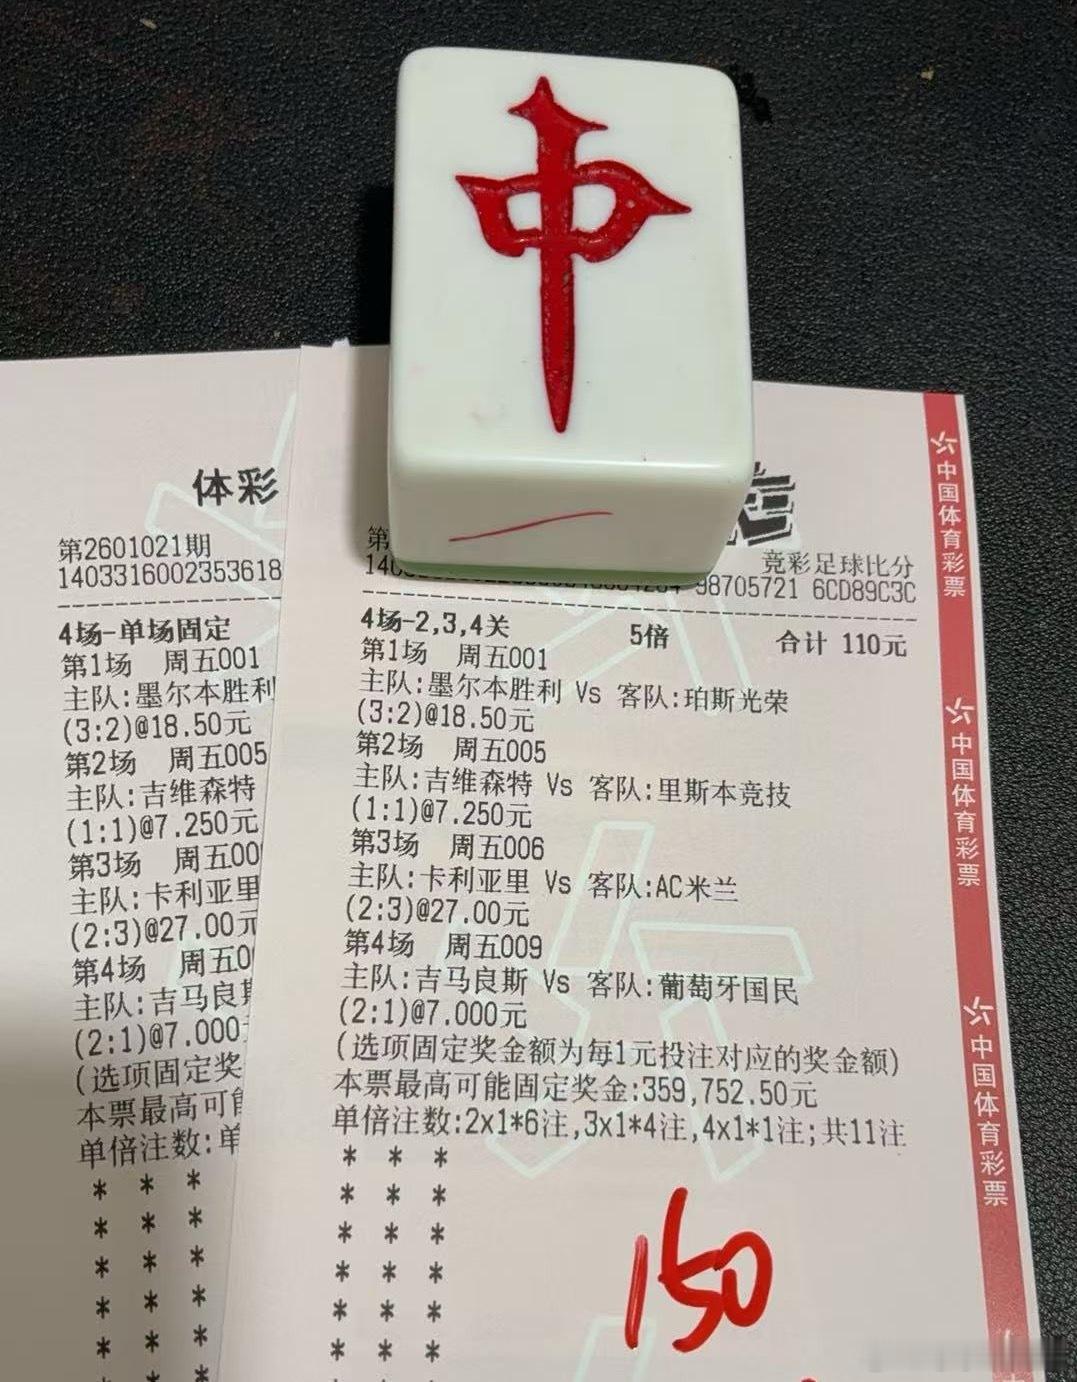 中
体彩
第2601021期
1403316002353618
4场-单场固定
第1场 周五001
主队:墨尔本胜利
(3:2)@18.50元
第2场 周五005
主队:吉维森特
(1:1)@7.250元
第3场 周五00
主队:卡利亚里
(2:3)@27.00元
第4场 周五0
主队:吉马良斯
(2:1)@7.000
(选项固定奖
本票最高可能
单倍注数:单
* * *
* * *
* * *
* * *
* * *
第
竞彩足球比分
98705721 6CD89C3C
4场-2,3,4关 5倍 合计 110元
第1场 周五001
主队:墨尔本胜利 Vs 客队:珀斯光荣
(3:2)@18.50元
第2场 周五005
主队:吉维森特 Vs 客队:里斯本竞技
(1:1)@7.250元
第3场 周五006
主队:卡利亚里 Vs 客队:AC米兰
(2:3)@27.00元
第4场 周五009
主队:吉马良斯 Vs 客队:葡萄牙国民
(2:1)@7.000元
(选项固定奖金额为每1元投注对应的奖金额)
本票最高可能固定奖金:359,752.50元
单倍注数:2x1*6注,3x1*4注,4x1*1注;共11注
* * *
* * *
* * *
* * *
* * *
* * *
150
中国体育彩票
中国体育彩票
中国体育彩票